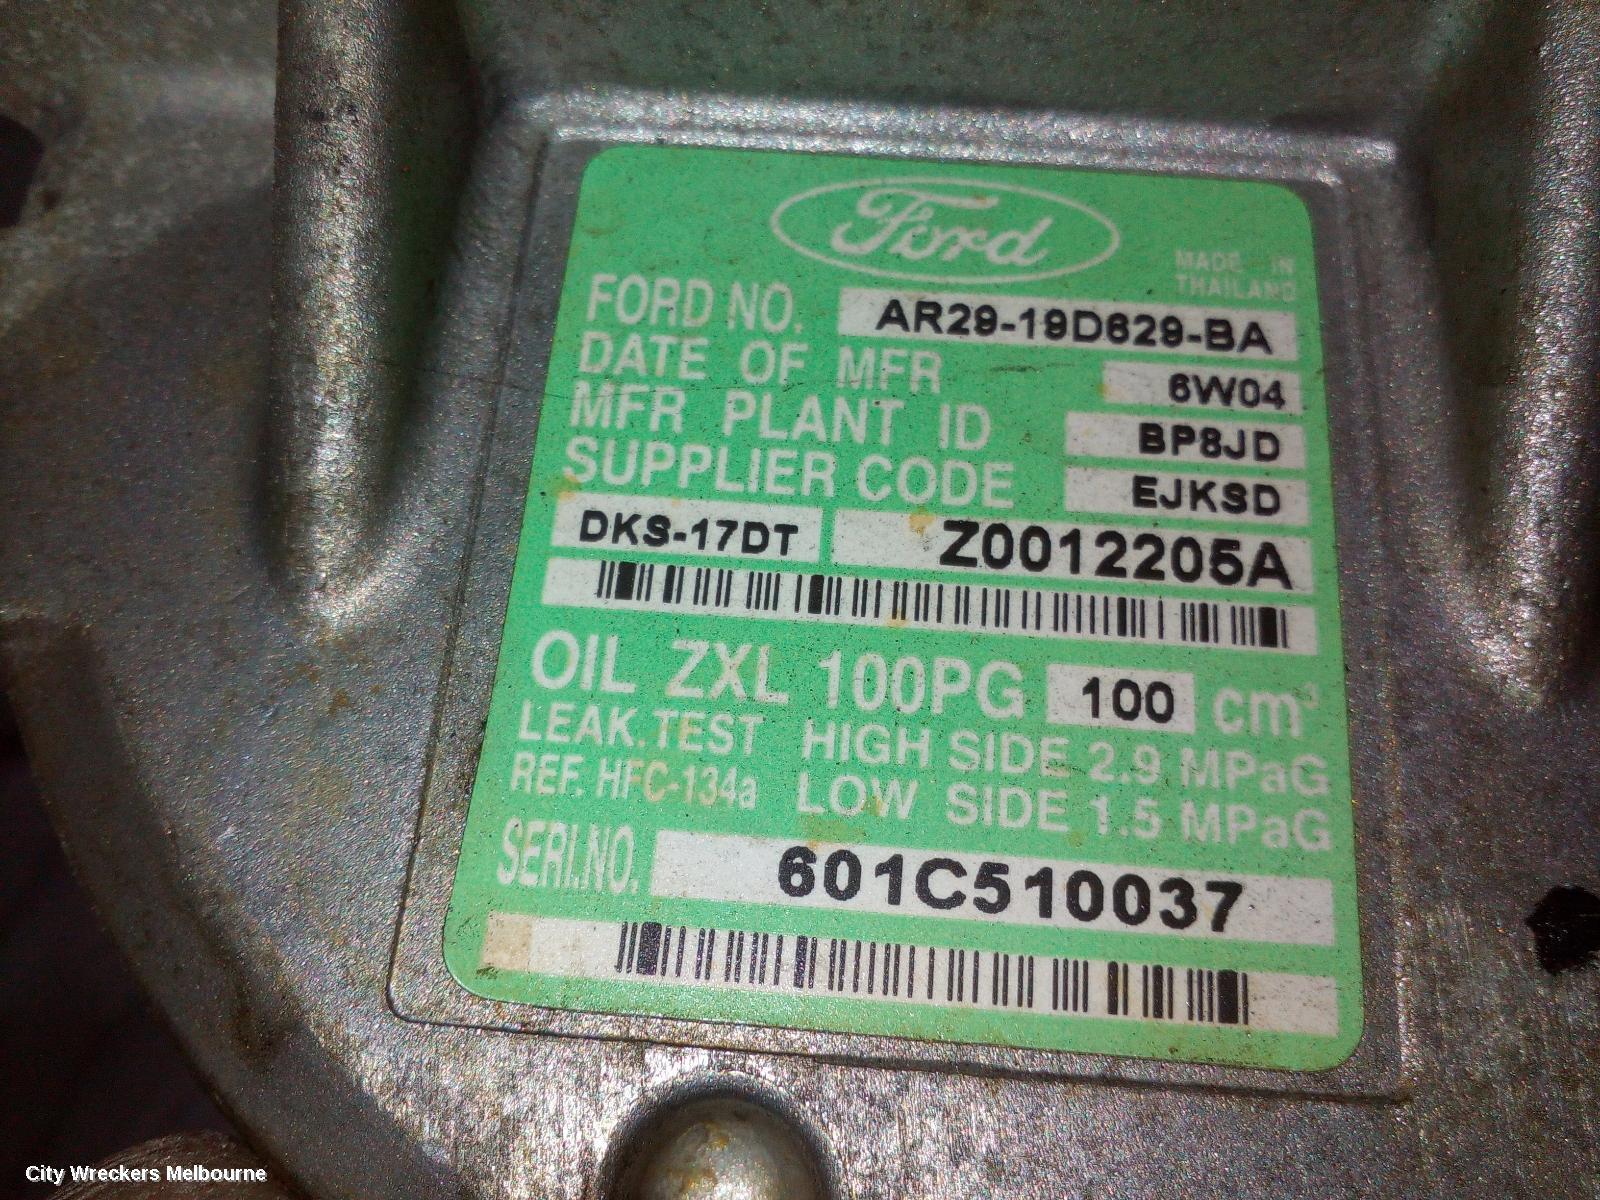 Ford
MADE IN
THAILAND
FORD NO. AR29-19D629-BA
DATE OF MFR 6W04
MFR PLANT ID BP8JD
SUPPLIER CODE EJKSD
DKS-17DT Z0012205A
OIL ZXL 100PG 100 cm³
LEAK.TEST HIGH SIDE 2.9 MPaG
REF. HFC-134a LOW SIDE 1.5 MPaG
SERI.NO. 601C510037
City Wreckers Melbourne